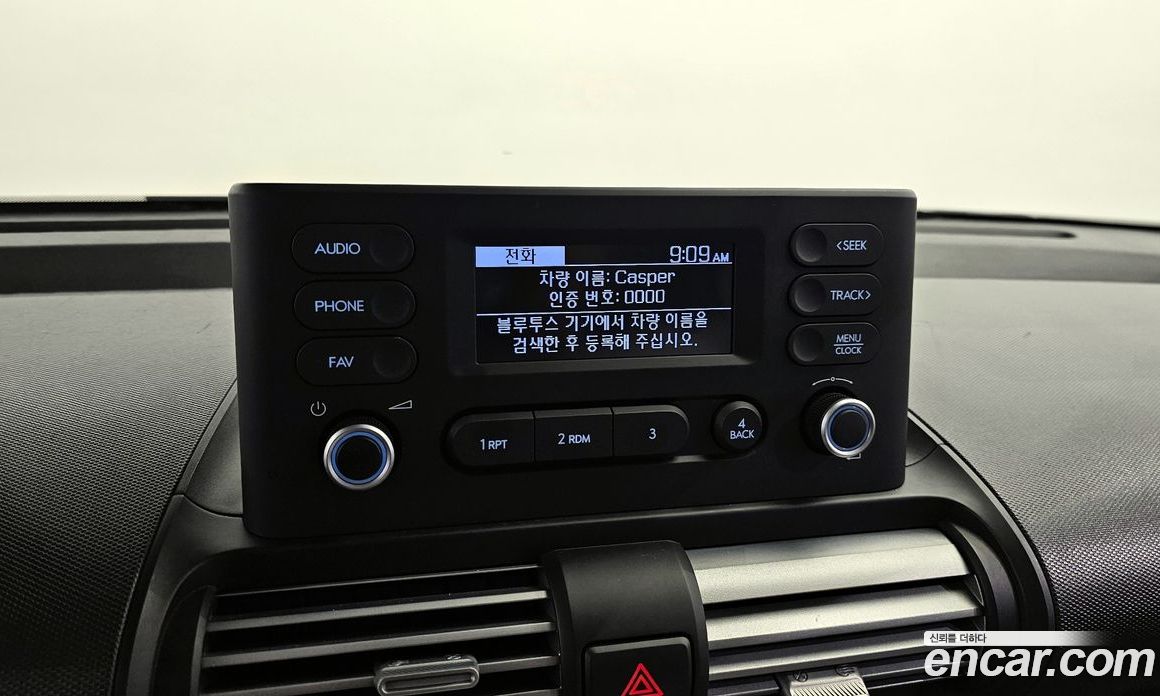 AUDIO
PHONE
FAV
전화 9:09 AM
차량 이름: Casper
인증 번호: 0000
블루투스 기기에서 차량 이름을
검색한 후 등록해 주십시오.
<SEEK
TRACK>
MENU
CLOCK
1 RPT
2 RDM
3
4
BACK
신뢰를 더하다
encar.com